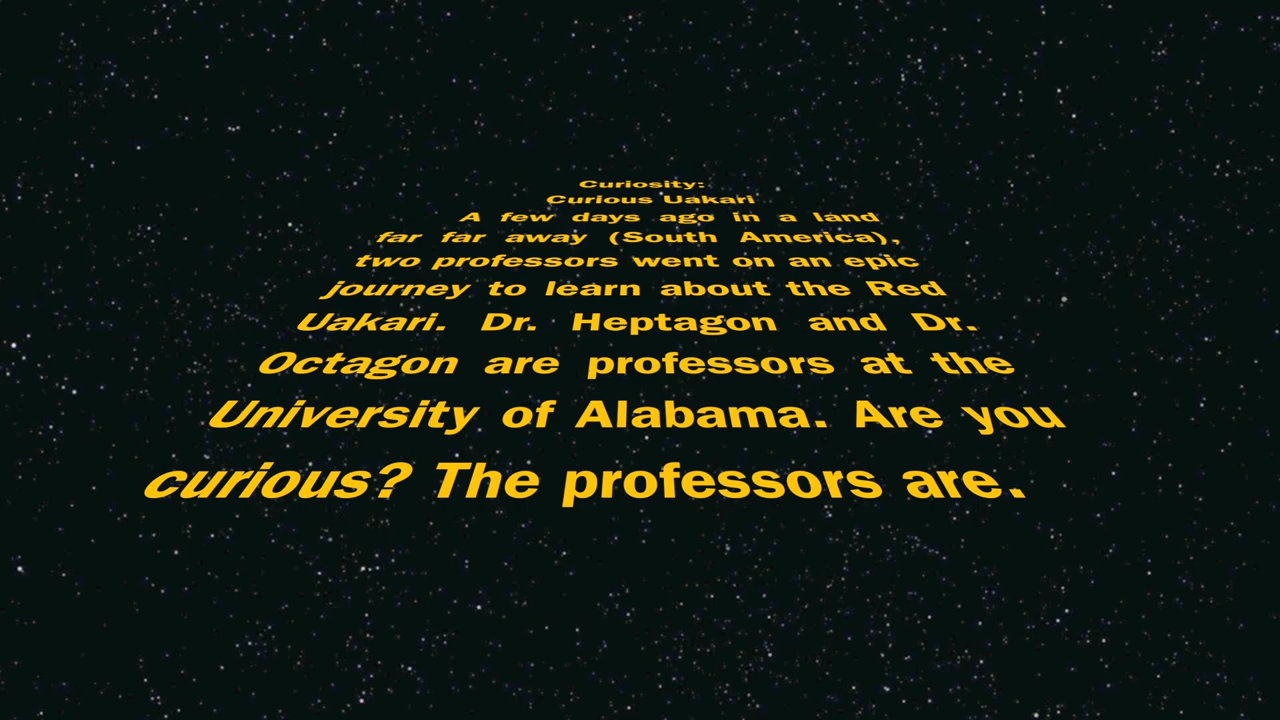 Curiosity:
Curious Uakari
A few days ago in a land
far far away (South America),
two professors went on an epic
journey to learn about the Red
Uakari. Dr. Heptagon and Dr.
Octagon are professors at the
University of Alabama. Are you
curious? The professors are.